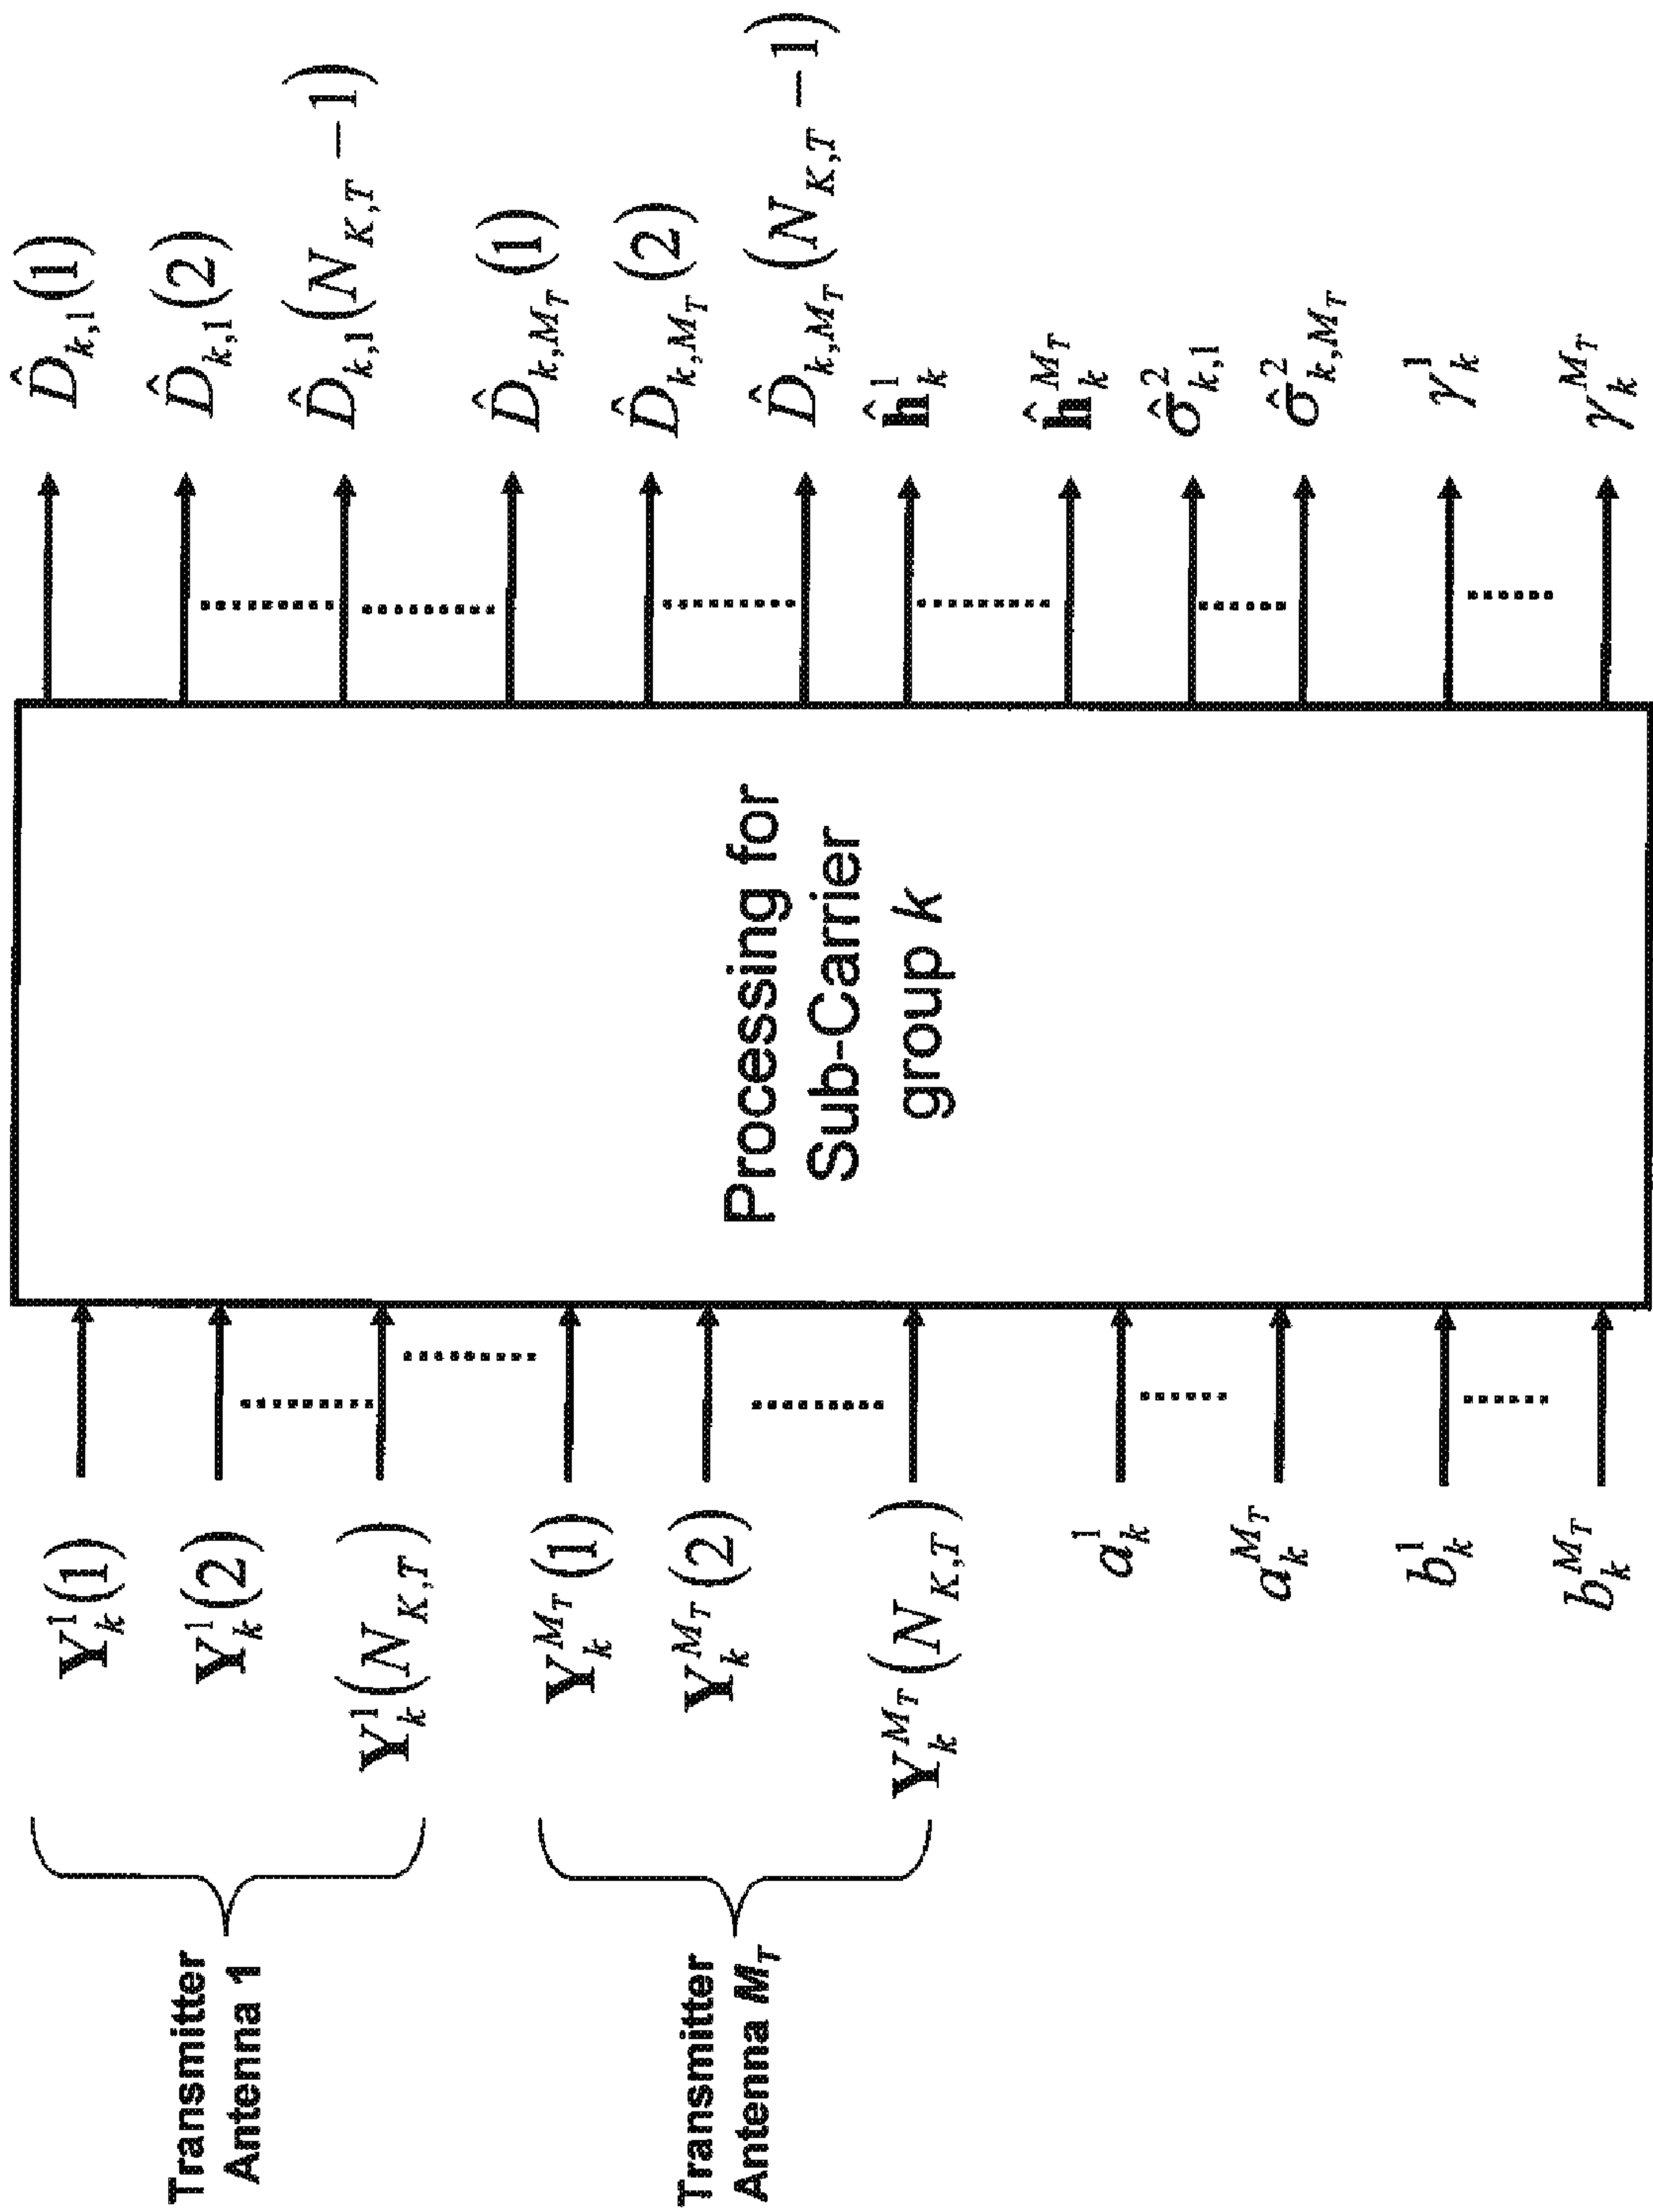 Transmitter
Antenna 1
Transmitter
Antenna M_T
Y_k^1(1)
Y_k^1(2)
Y_k^1(N_{K,T})
Y_k^{M_T}(1)
Y_k^{M_T}(2)
Y_k^{M_T}(N_{K,T})
a_k^1
a_k^{M_T}
b_k^1
b_k^{M_T}
Processing for
Sub-Carrier
group k
D̂_{k,1}(1)
D̂_{k,1}(2)
D̂_{k,1}(N_{K,T} − 1)
D̂_{k,M_T}(1)
D̂_{k,M_T}(2)
D̂_{k,M_T}(N_{K,T} − 1)
ĥ_k^1
ĥ_k^{M_T}
σ̂_{k,1}^2
σ̂_{k,M_T}^2
γ_k^1
γ_k^{M_T}